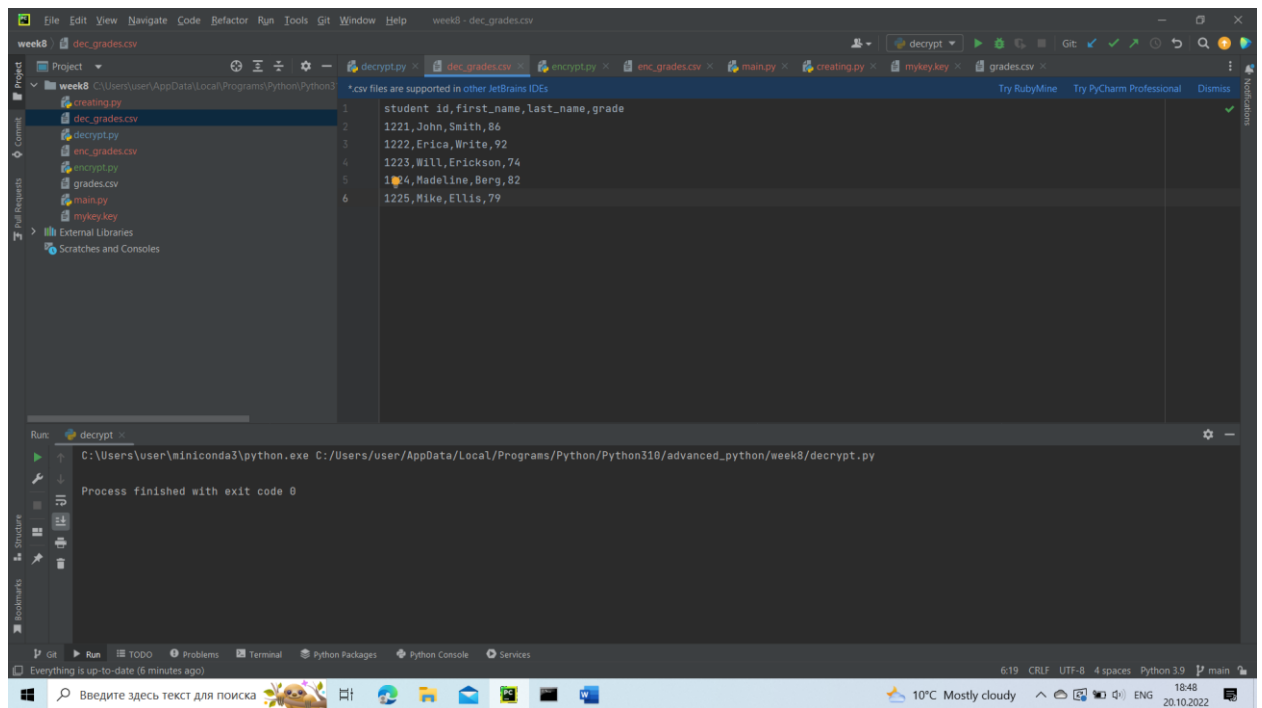 File Edit View Navigate Code Refactor Run Tools Git Window Help week8 - dec_grades.csv
week8 dec_grades.csv decrypt Git:
Project decrypt.py dec_grades.csv encrypt.py enc_grades.csv main.py creating.py mykey.key grades.csv
week8 C:\Users\user\AppData\Local\Programs\Python\Python3
*.csv files are supported in other JetBrains IDEs Try RubyMine Try PyCharm Professional Dismiss
creating.py
dec_grades.csv
decrypt.py
enc_grades.csv
encrypt.py
grades.csv
main.py
mykey.key
External Libraries
Scratches and Consoles
1 student id,first_name,last_name,grade
2 1221,John,Smith,86
3 1222,Erica,Write,92
4 1223,Will,Erickson,74
5 1224,Madeline,Berg,82
6 1225,Mike,Ellis,79
Project
Commit
Pull Requests
Structure
Bookmarks
Notifications
Run: decrypt
C:\Users\user\miniconda3\python.exe C:/Users/user/AppData/Local/Programs/Python/Python310/advanced_python/week8/decrypt.py
Process finished with exit code 0
Git Run TODO Problems Terminal Python Packages Python Console Services
Everything is up-to-date (6 minutes ago) 6:19 CRLF UTF-8 4 spaces Python 3.9 main
Введите здесь текст для поиска 10°C Mostly cloudy ENG 18:48
20.10.2022